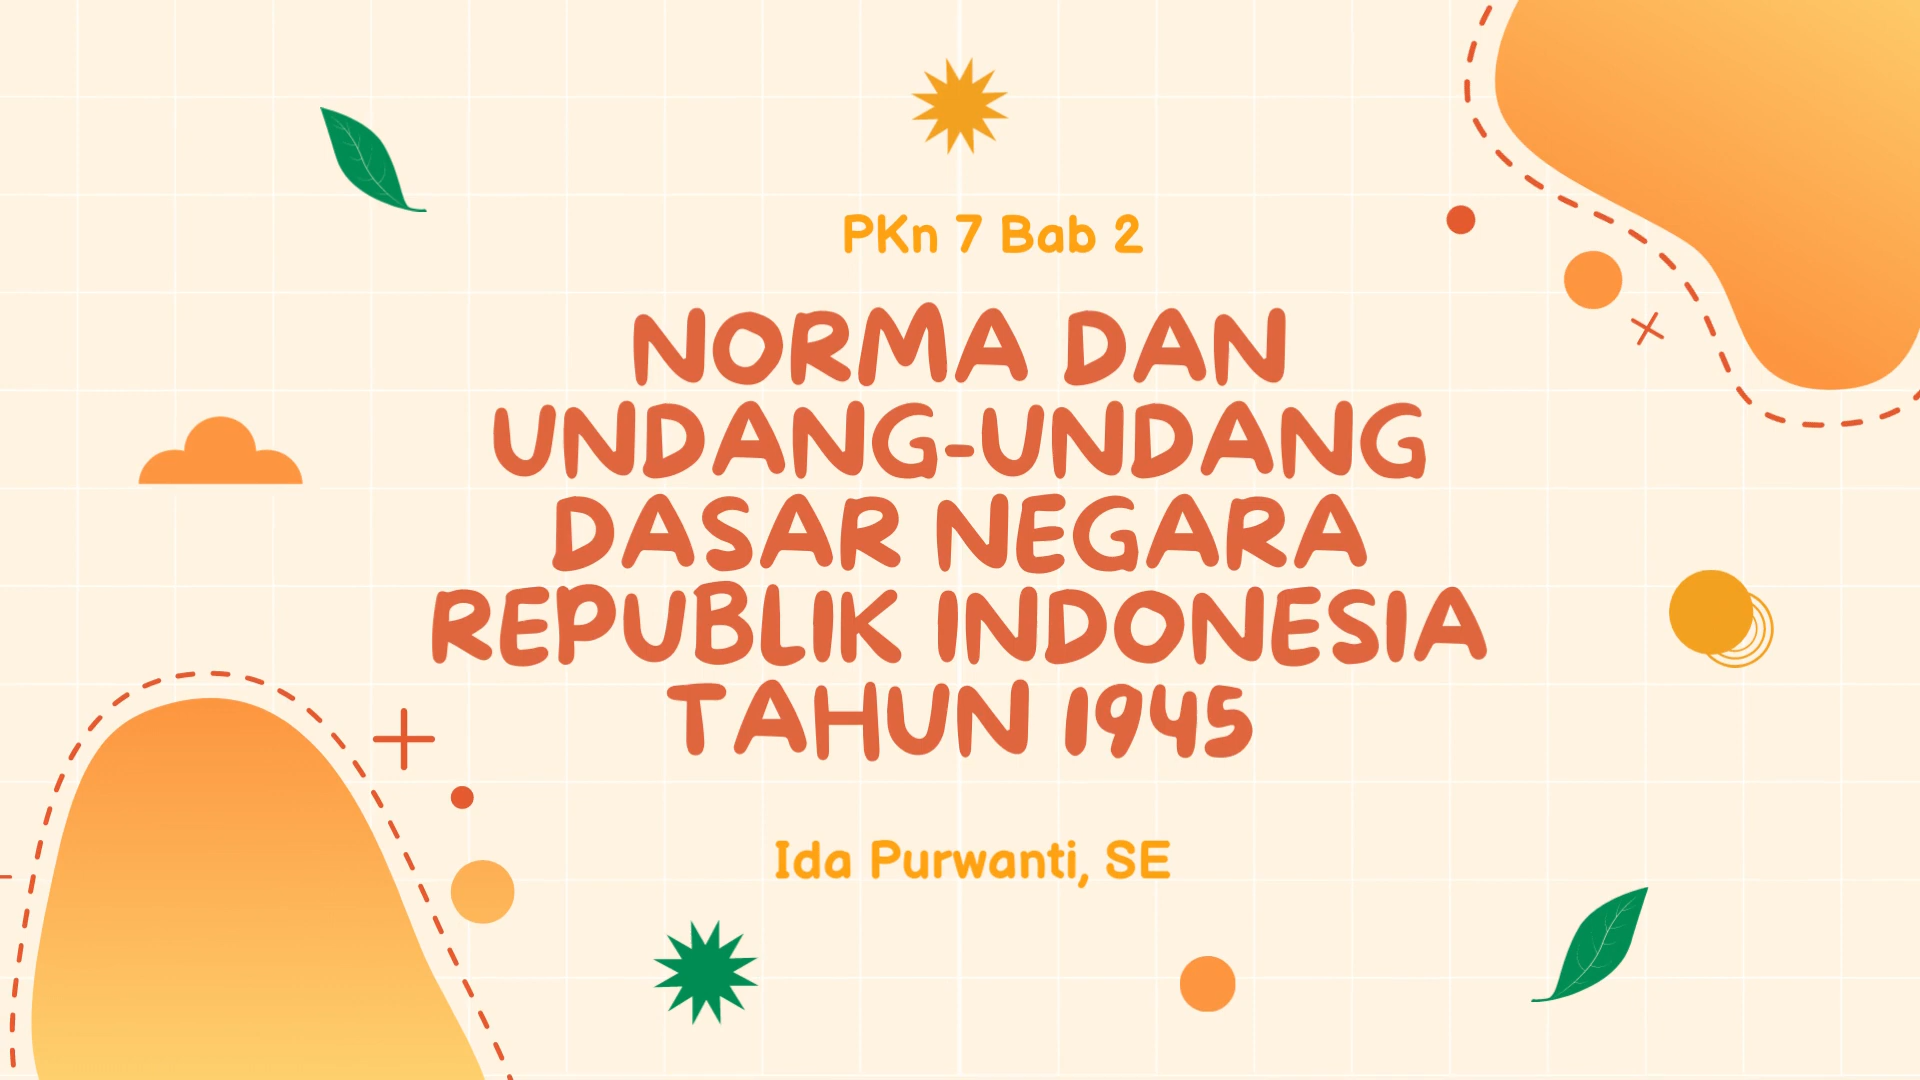 PKn 7 Bab 2
NORMA DAN
UNDANG-UNDANG
DASAR NEGARA
REPUBLIK INDONESIA
TAHUN 1945
Ida Purwanti, SE